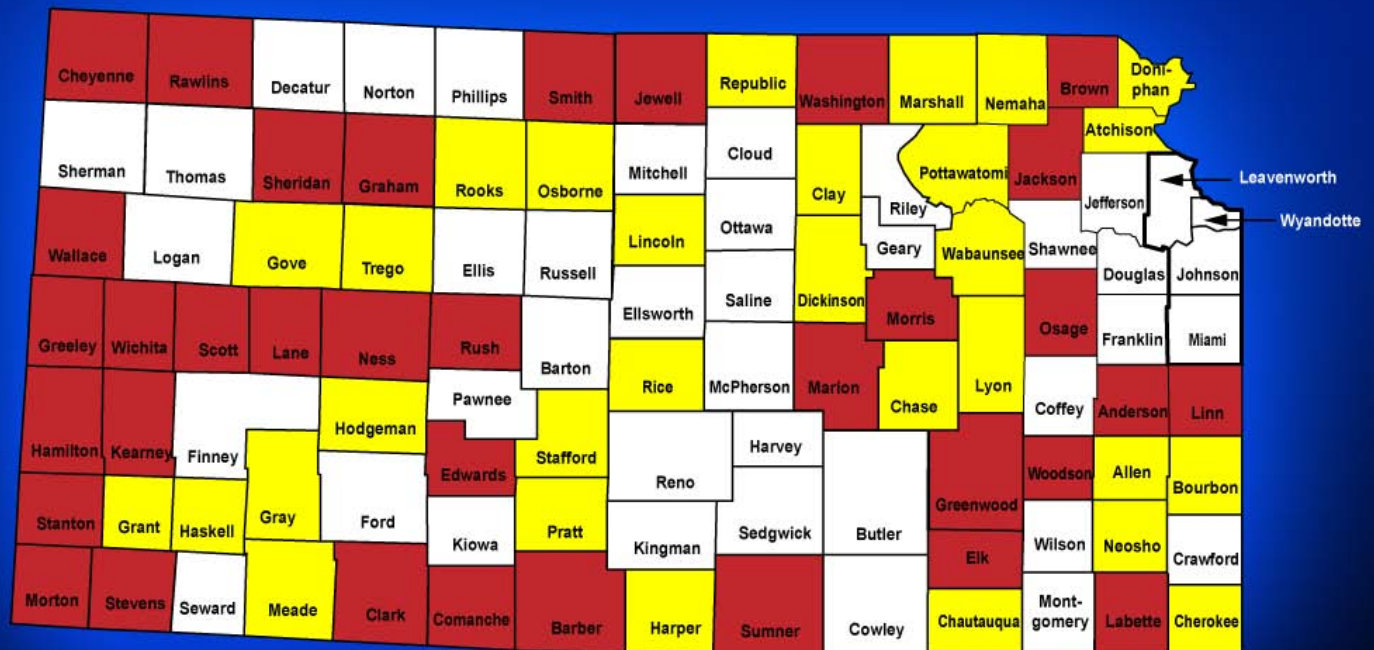 Cheyenne
Rawlins
Decatur
Norton
Phillips
Smith
Jewell
Republic
Washington
Marshall
Nemaha
Brown
Doni-
phan
Sherman
Thomas
Sheridan
Graham
Rooks
Osborne
Mitchell
Cloud
Clay
Riley
Pottawatomi
Jackson
Atchison
Jefferson
Leavenworth
Wyandotte
Wallace
Logan
Gove
Trego
Ellis
Russell
Lincoln
Ottawa
Saline
Dickinson
Geary
Wabaunsee
Shawnee
Douglas
Johnson
Greeley
Wichita
Scott
Lane
Ness
Rush
Barton
Ellsworth
Rice
McPherson
Marion
Morris
Chase
Lyon
Osage
Franklin
Miami
Hamilton
Kearney
Finney
Hodgeman
Pawnee
Edwards
Stafford
Reno
Harvey
Butler
Greenwood
Coffey
Anderson
Linn
Woodson
Allen
Bourbon
Stanton
Grant
Haskell
Gray
Ford
Kiowa
Pratt
Kingman
Sedgwick
Elk
Wilson
Neosho
Crawford
Morton
Stevens
Seward
Meade
Clark
Comanche
Barber
Harper
Sumner
Cowley
Chautauqua
Mont-
gomery
Labette
Cherokee